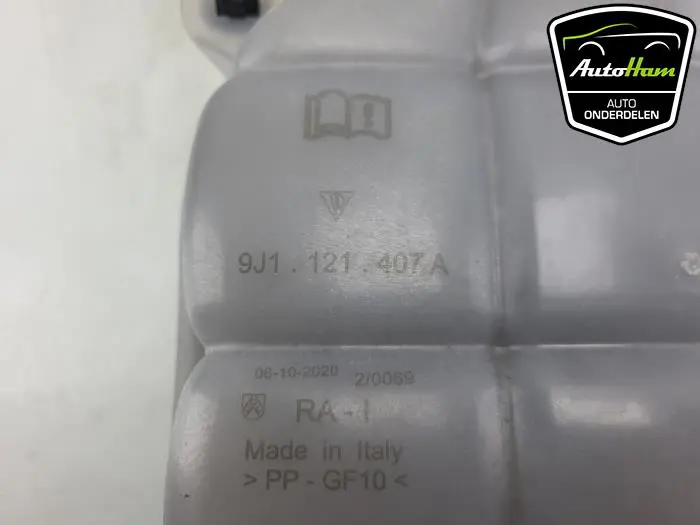 AutoHam
AUTO
ONDERDELEN
9J1 . 121 . 407 A
06-10-2020 2/0069
RA - I
Made in Italy
> PP - GF10 <